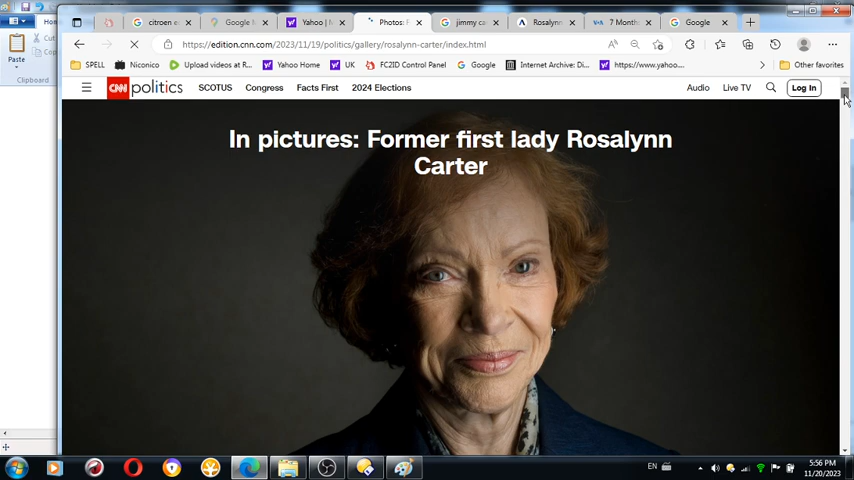 Paste
Clipboard
citroen e
Google M
Yahoo | M
Photos: F
jimmy ca
Rosalynn
7 Month
Google
https://edition.cnn.com/2023/11/19/politics/gallery/rosalynn-carter/index.html
SPELL
Niconico
Upload videos at R...
Yahoo Home
UK
FC2ID Control Panel
Google
Internet Archive: Di...
https://www.yahoo....
Other favorites
CNN politics
SCOTUS
Congress
Facts First
2024 Elections
Audio
Live TV
Log In
In pictures: Former first lady Rosalynn
Carter
EN
5:56 PM
11/20/2023